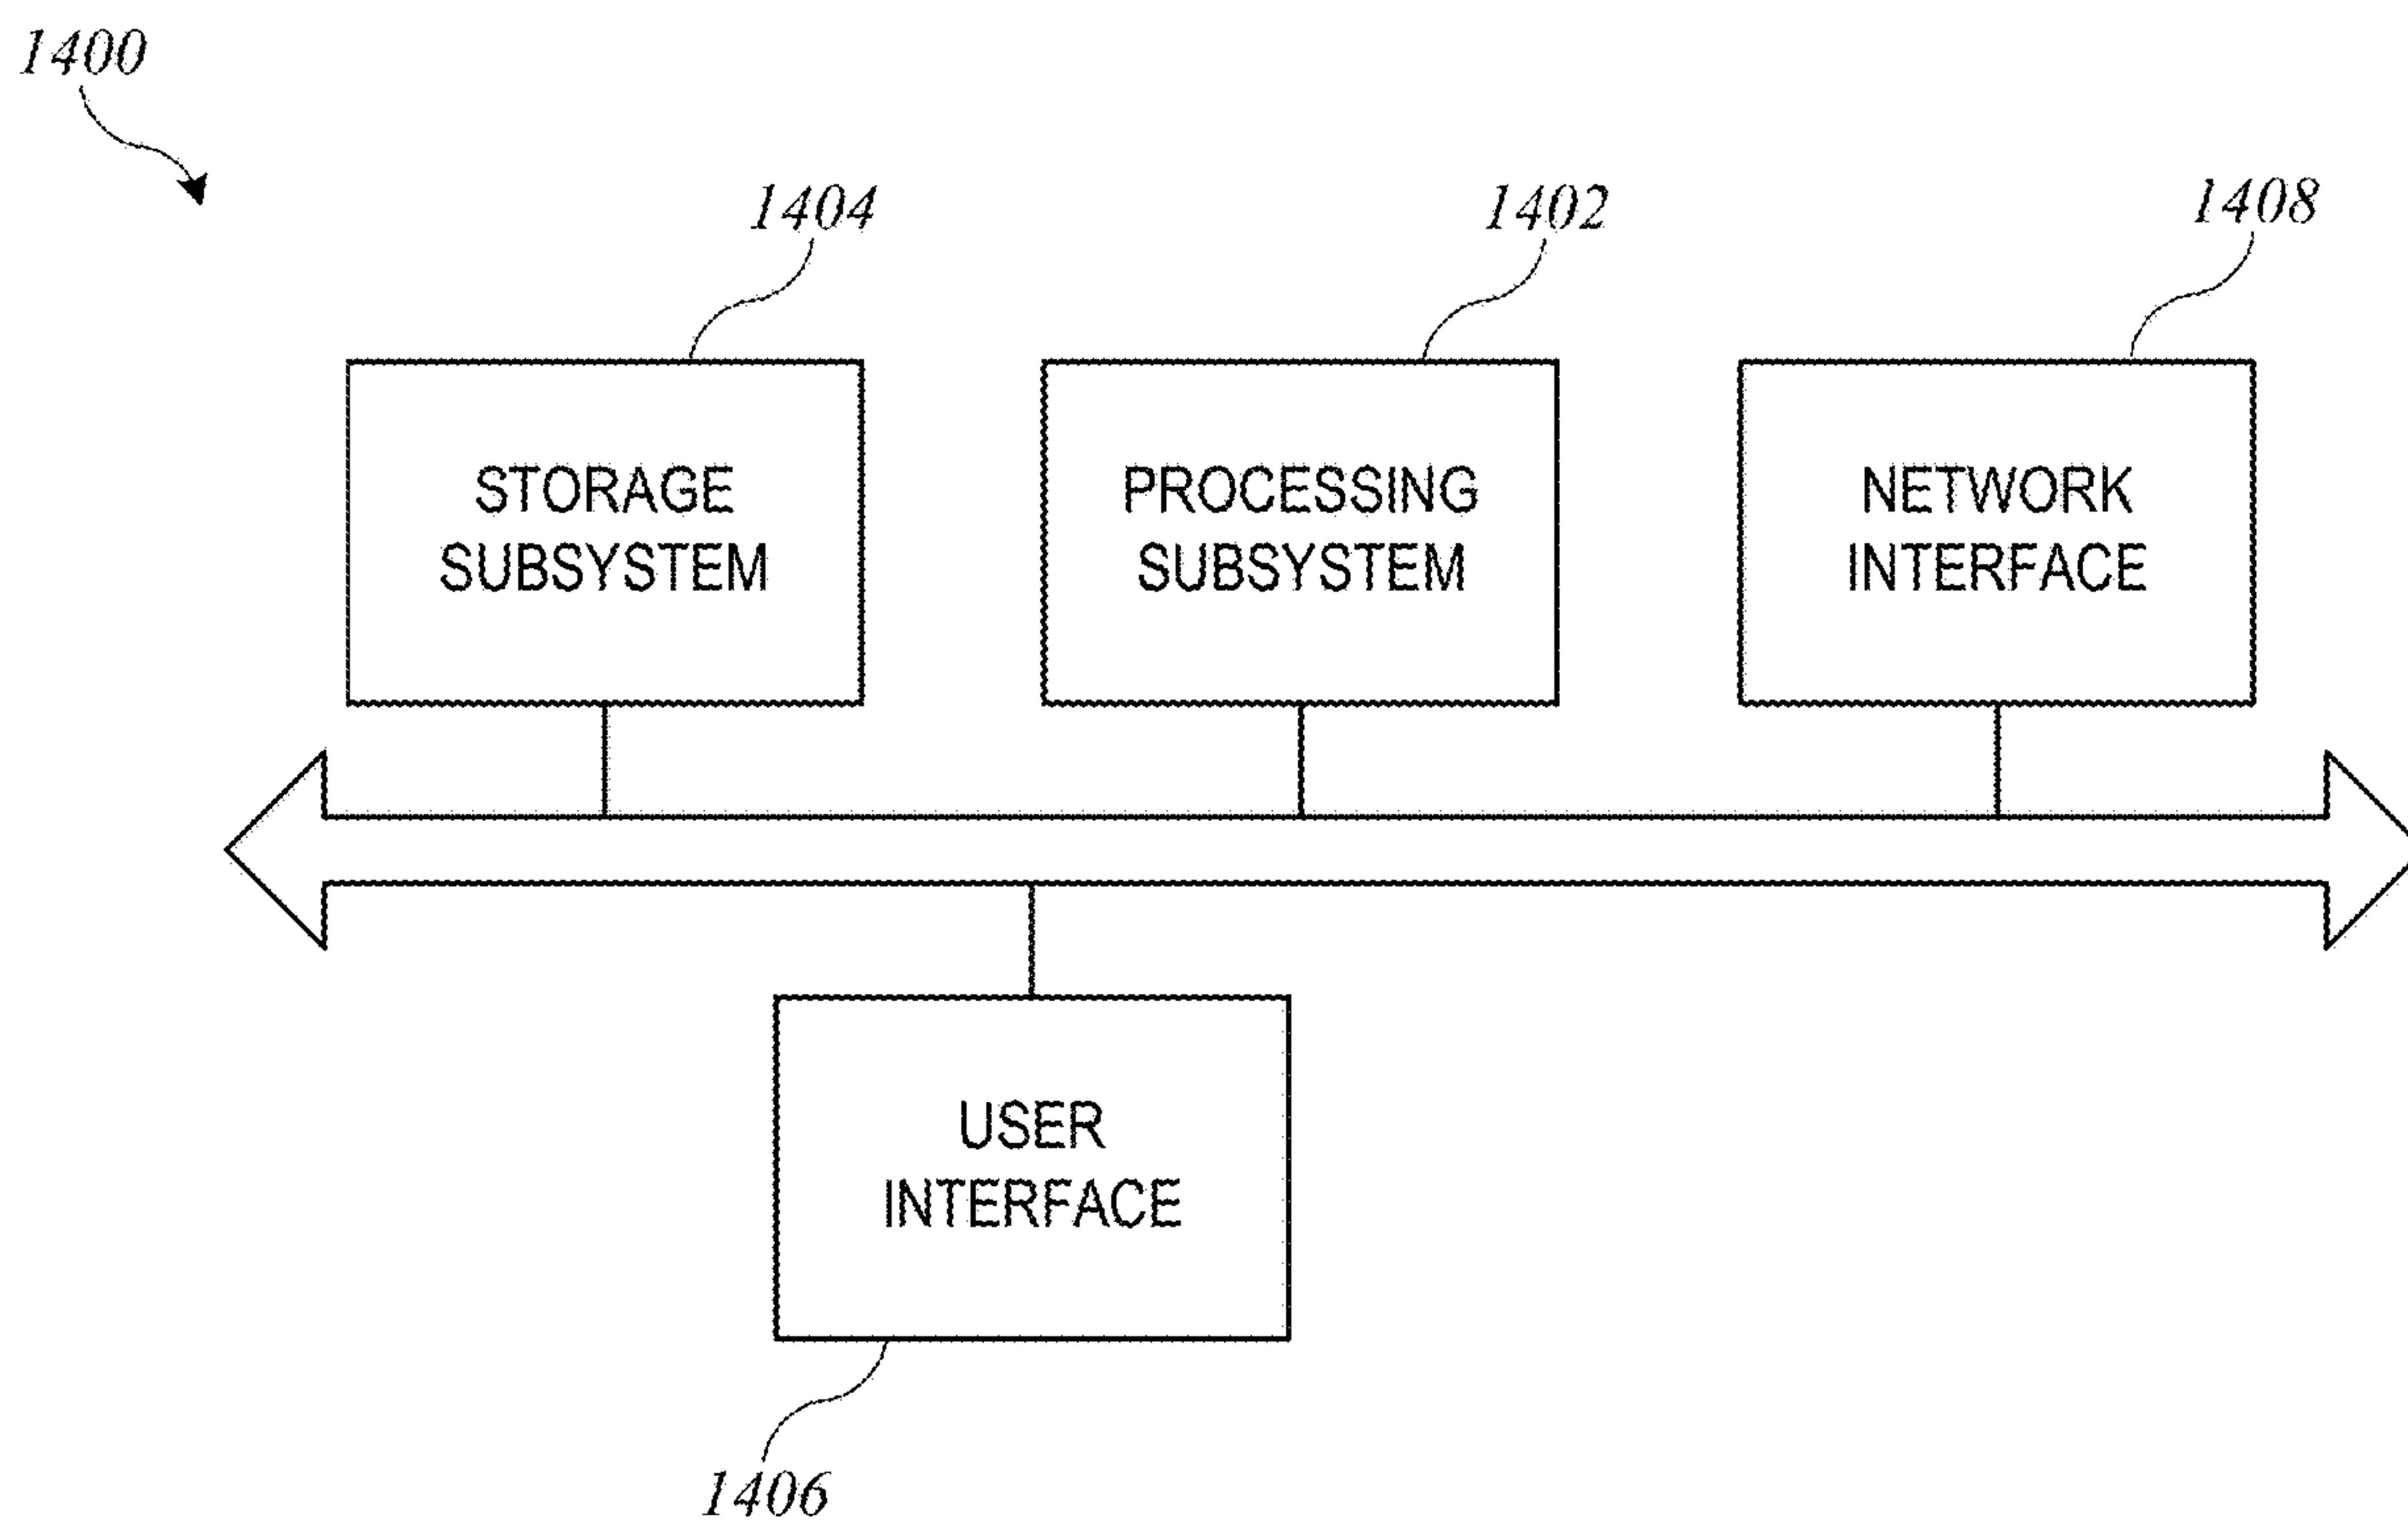 1400
1404
1402
1408
STORAGE
SUBSYSTEM
PROCESSING
SUBSYSTEM
NETWORK
INTERFACE
USER
INTERFACE
1406